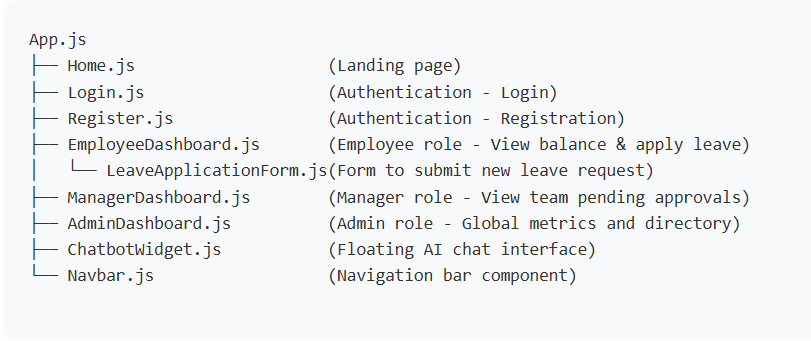 App.js
├── Home.js                    (Landing page)
├── Login.js                   (Authentication - Login)
├── Register.js                (Authentication - Registration)
├── EmployeeDashboard.js       (Employee role - View balance & apply leave)
│   └── LeaveApplicationForm.js(Form to submit new leave request)
├── ManagerDashboard.js        (Manager role - View team pending approvals)
├── AdminDashboard.js          (Admin role - Global metrics and directory)
├── ChatbotWidget.js           (Floating AI chat interface)
└── Navbar.js                  (Navigation bar component)